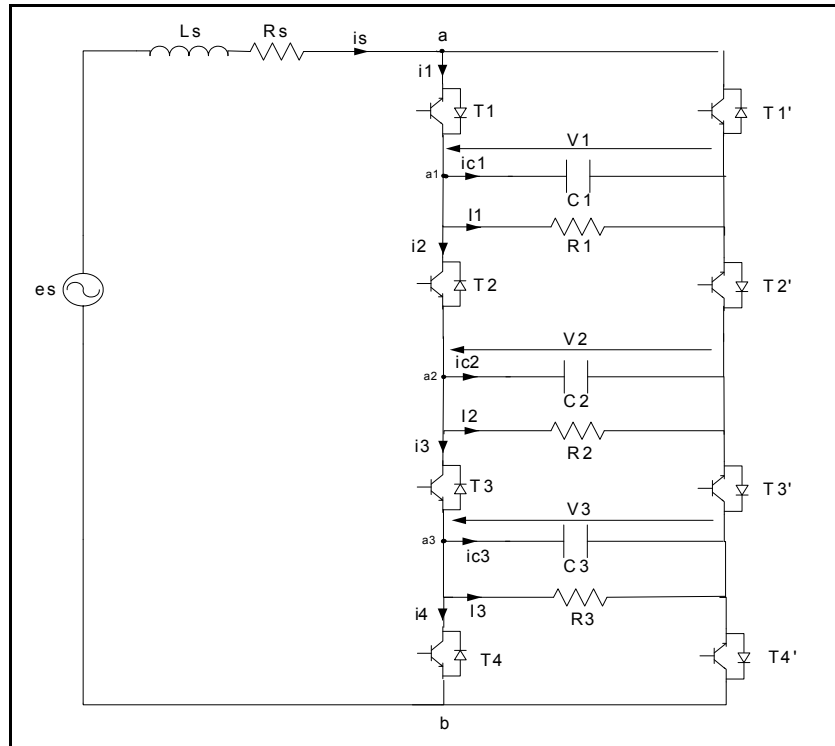 Ls Rs is a
i1
T1 T1'
V1
a1 ic1
C1
I1
R1
i2
es T2 T2'
V2
a2 ic2
C2
I2
R2
i3
T3 T3'
V3
a3
ic3 C3
i4 I3 R3
T4 T4'
b